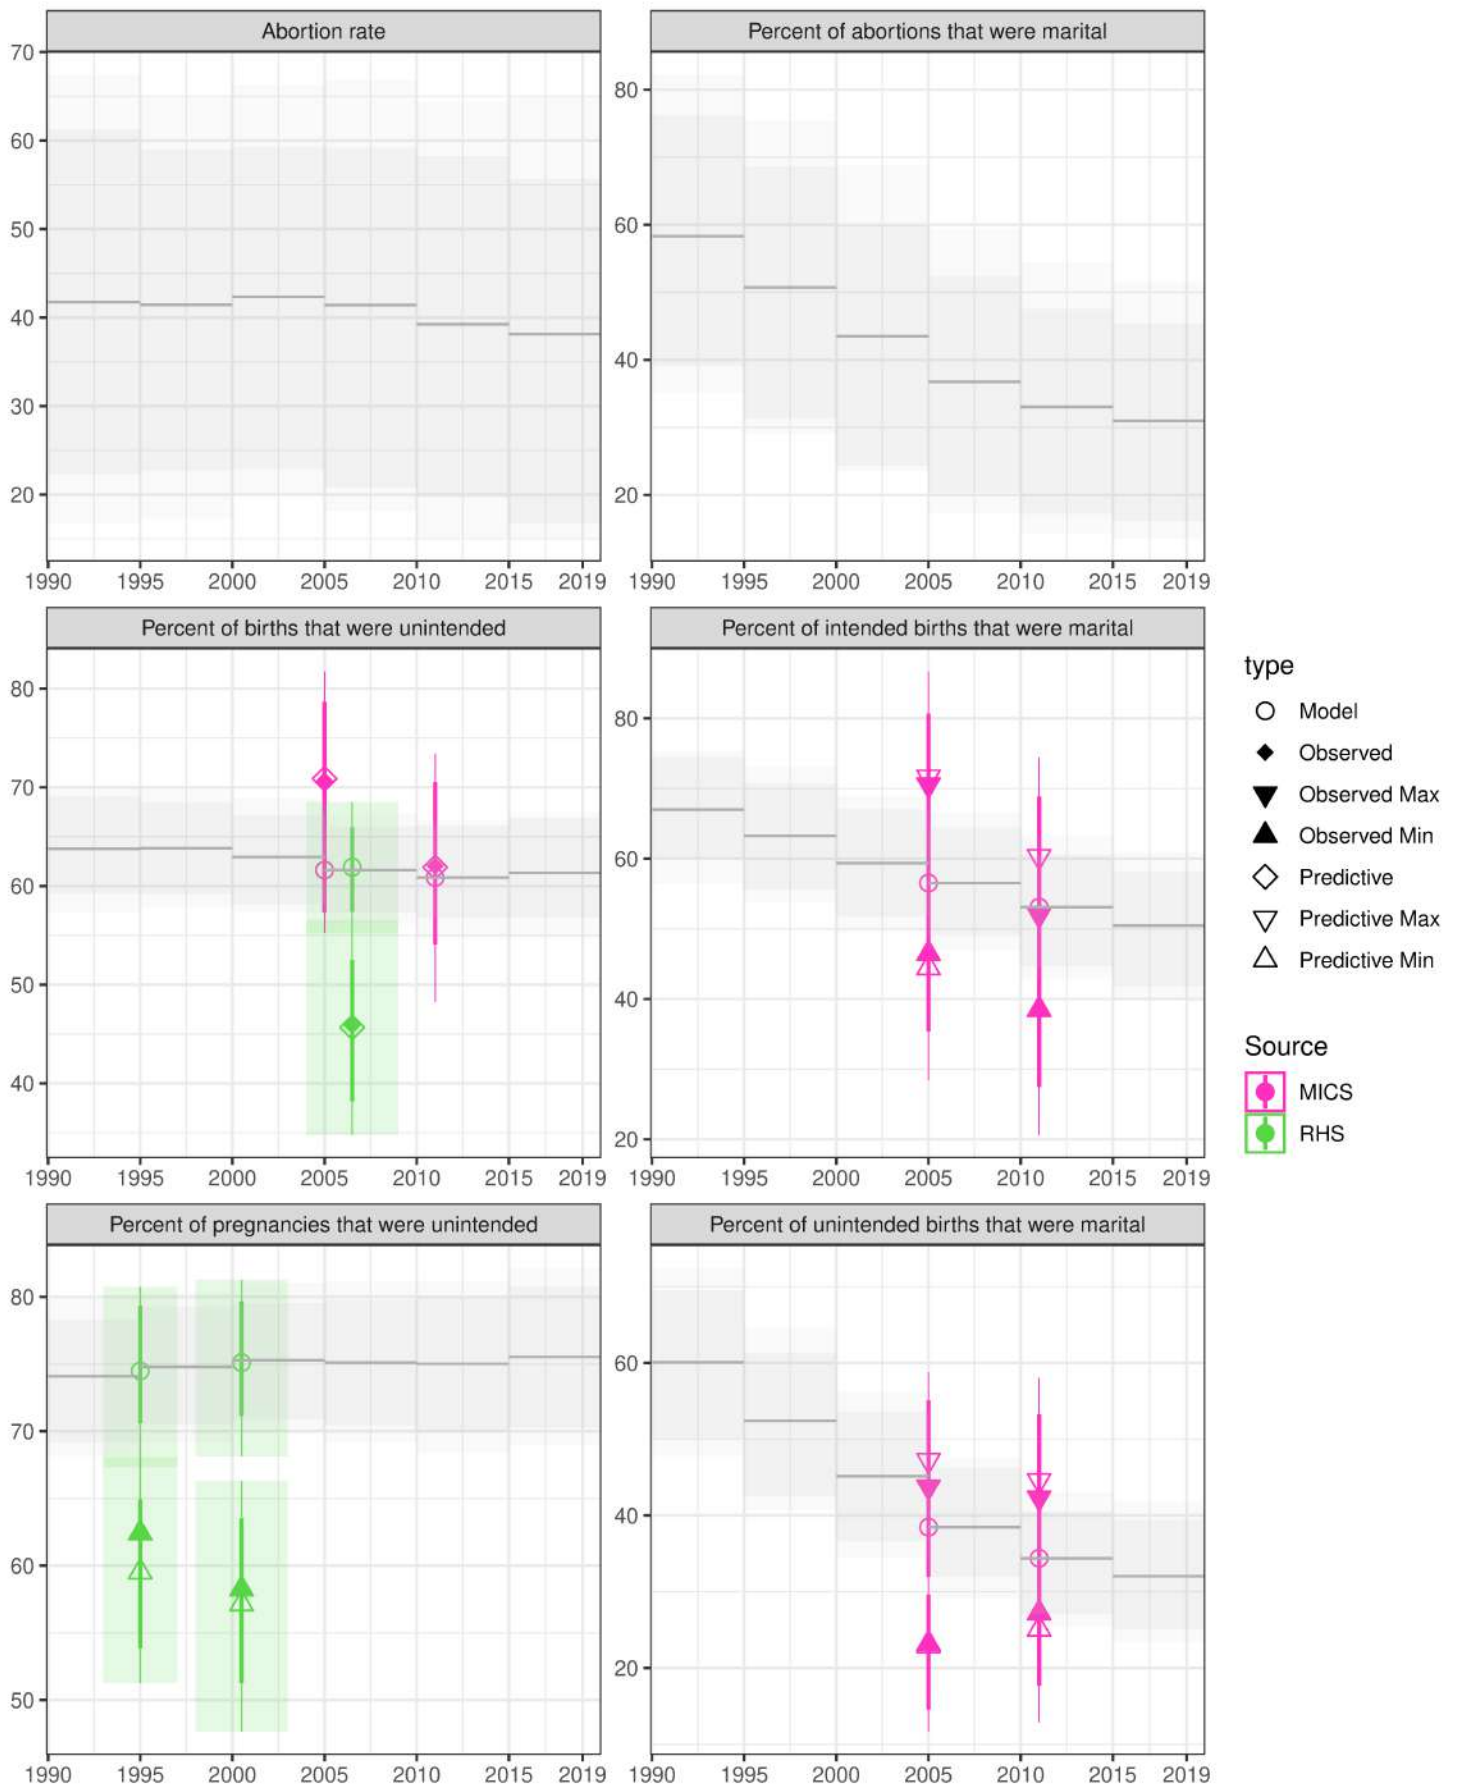 Abortion rate
70
60
50
40
30
20
1990 1995 2000 2005 2010 2015 2019
Percent of abortions that were marital
80
60
40
20
1990 1995 2000 2005 2010 2015 2019
Percent of births that were unintended
80
70
60
50
40
1990 1995 2000 2005 2010 2015 2019
Percent of intended births that were marital
80
60
40
20
1990 1995 2000 2005 2010 2015 2019
Percent of pregnancies that were unintended
80
70
60
50
1990 1995 2000 2005 2010 2015 2019
Percent of unintended births that were marital
60
40
20
1990 1995 2000 2005 2010 2015 2019
type
Model
Observed
Observed Max
Observed Min
Predictive
Predictive Max
Predictive Min
Source
MICS
RHS